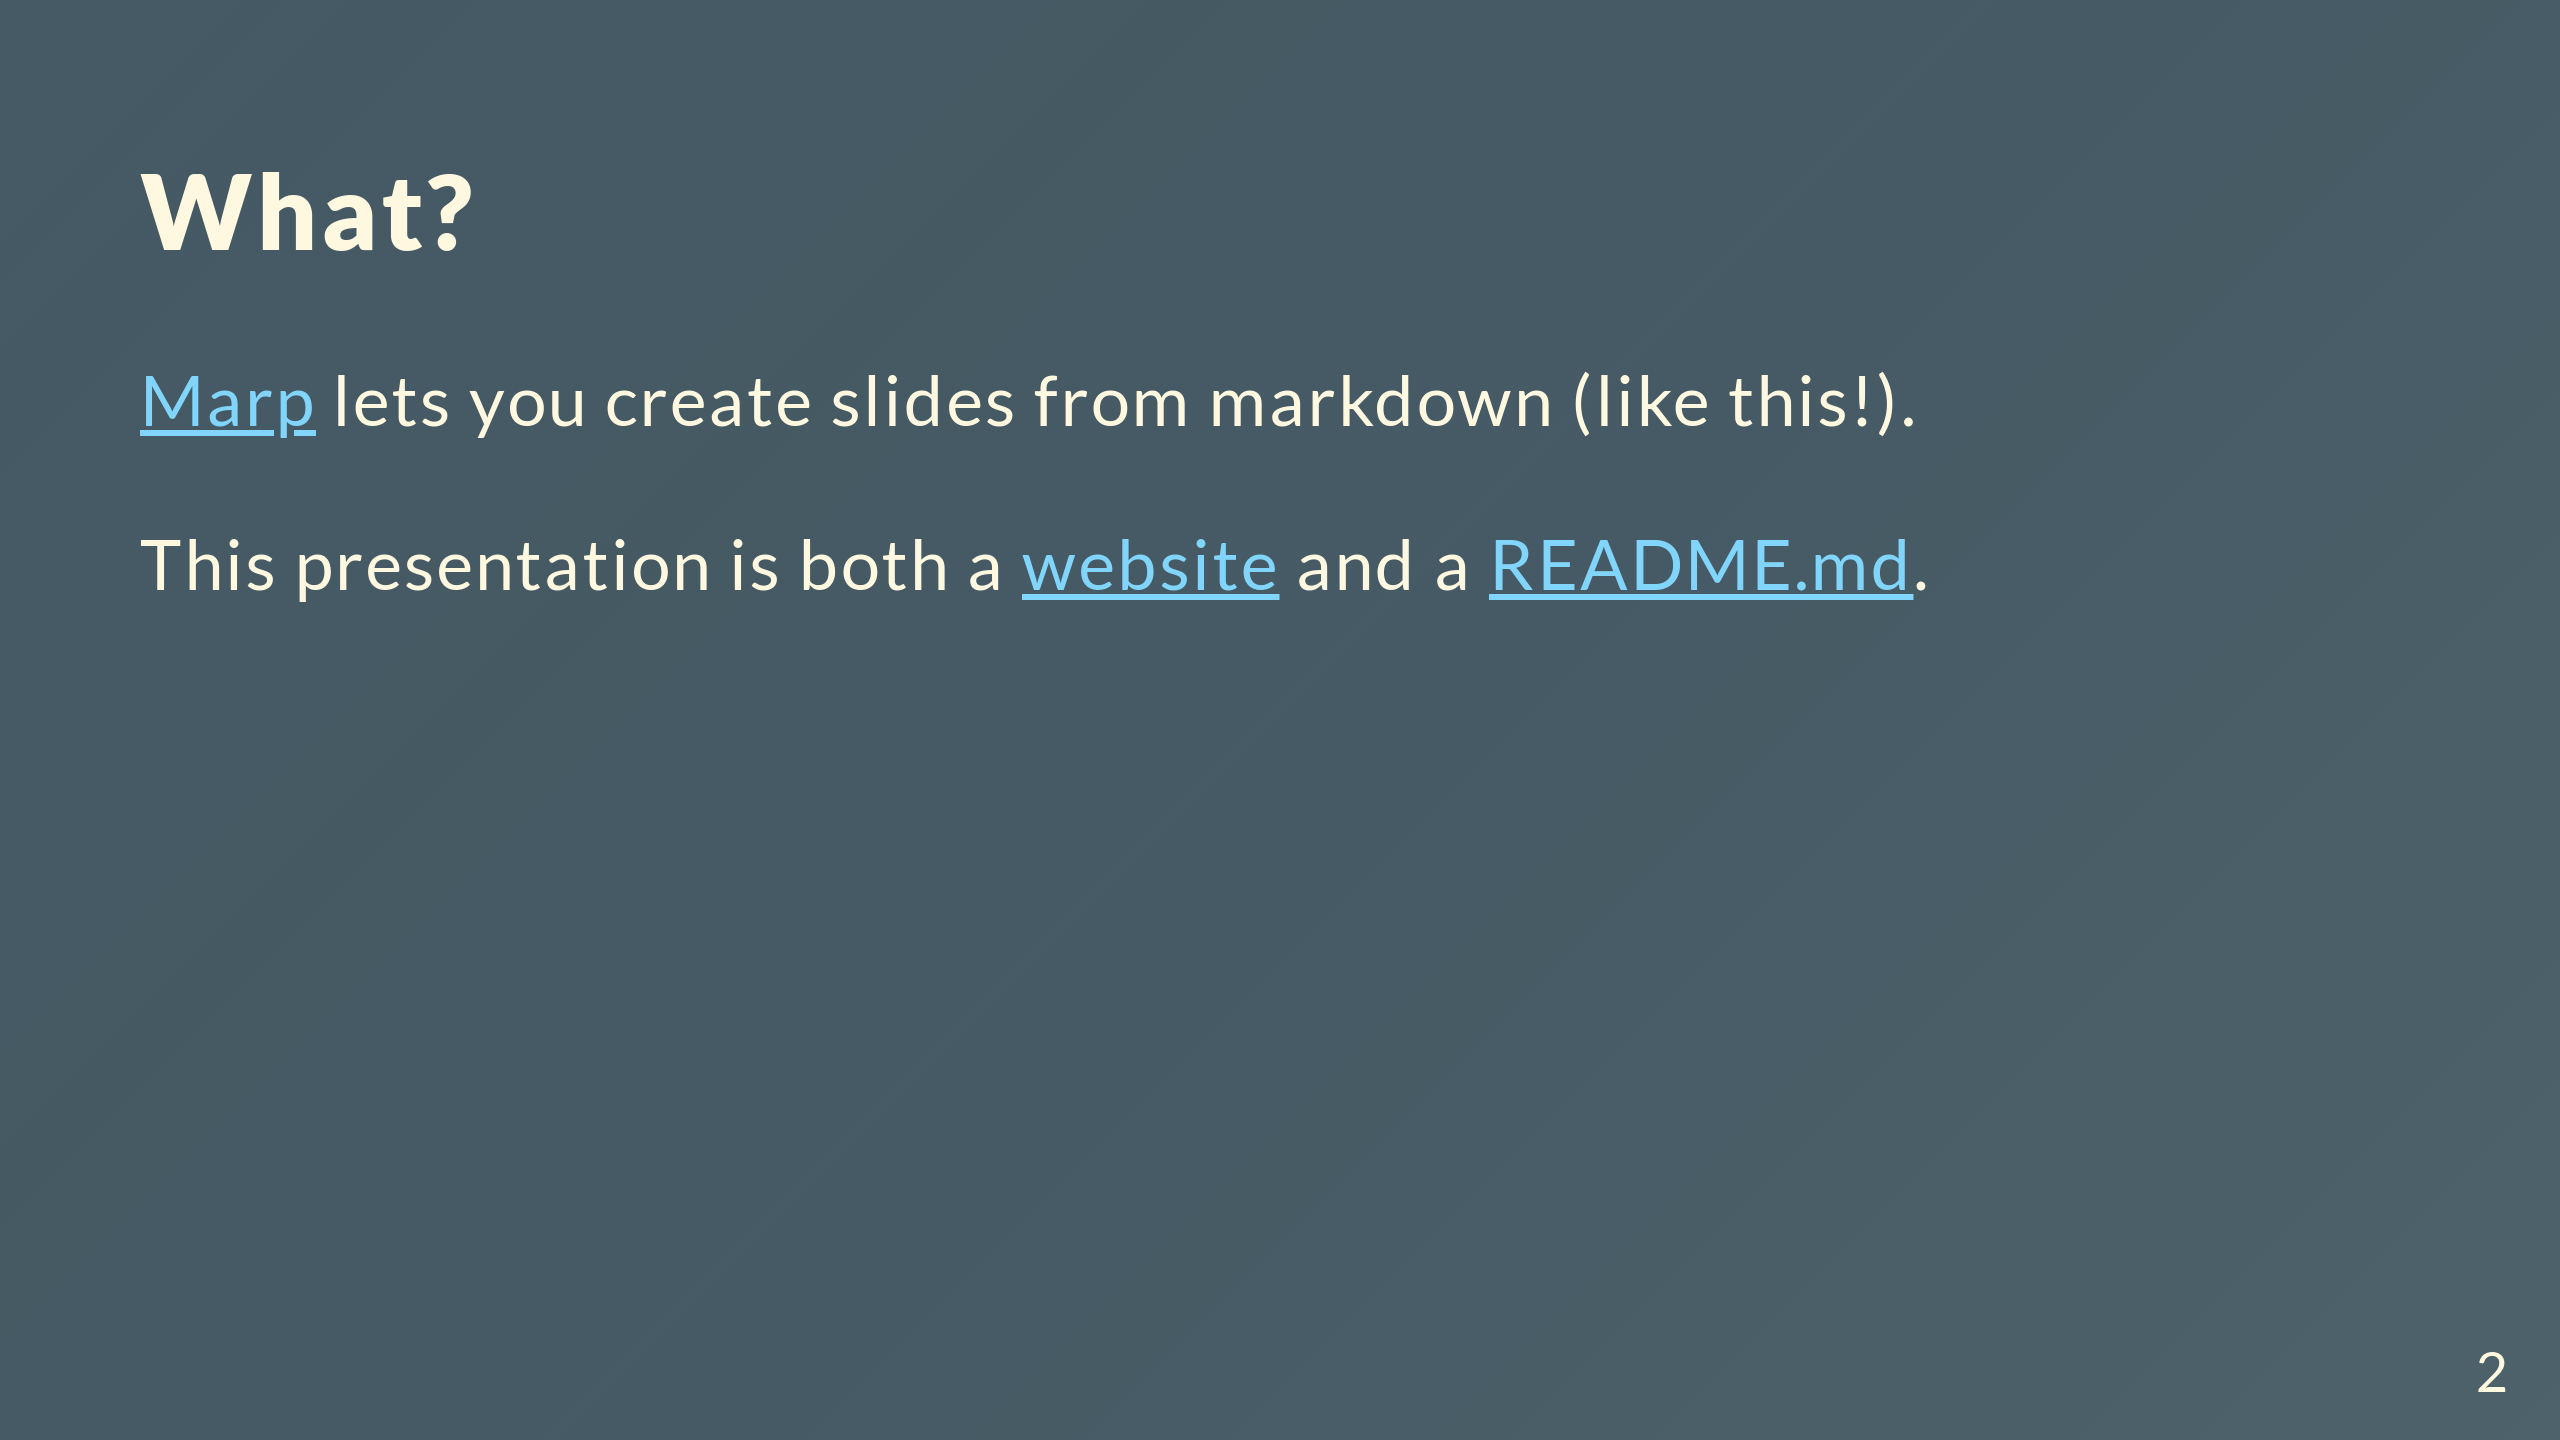 What?
Marp lets you create slides from markdown (like this!).
This presentation is both a website and a README.md.
2